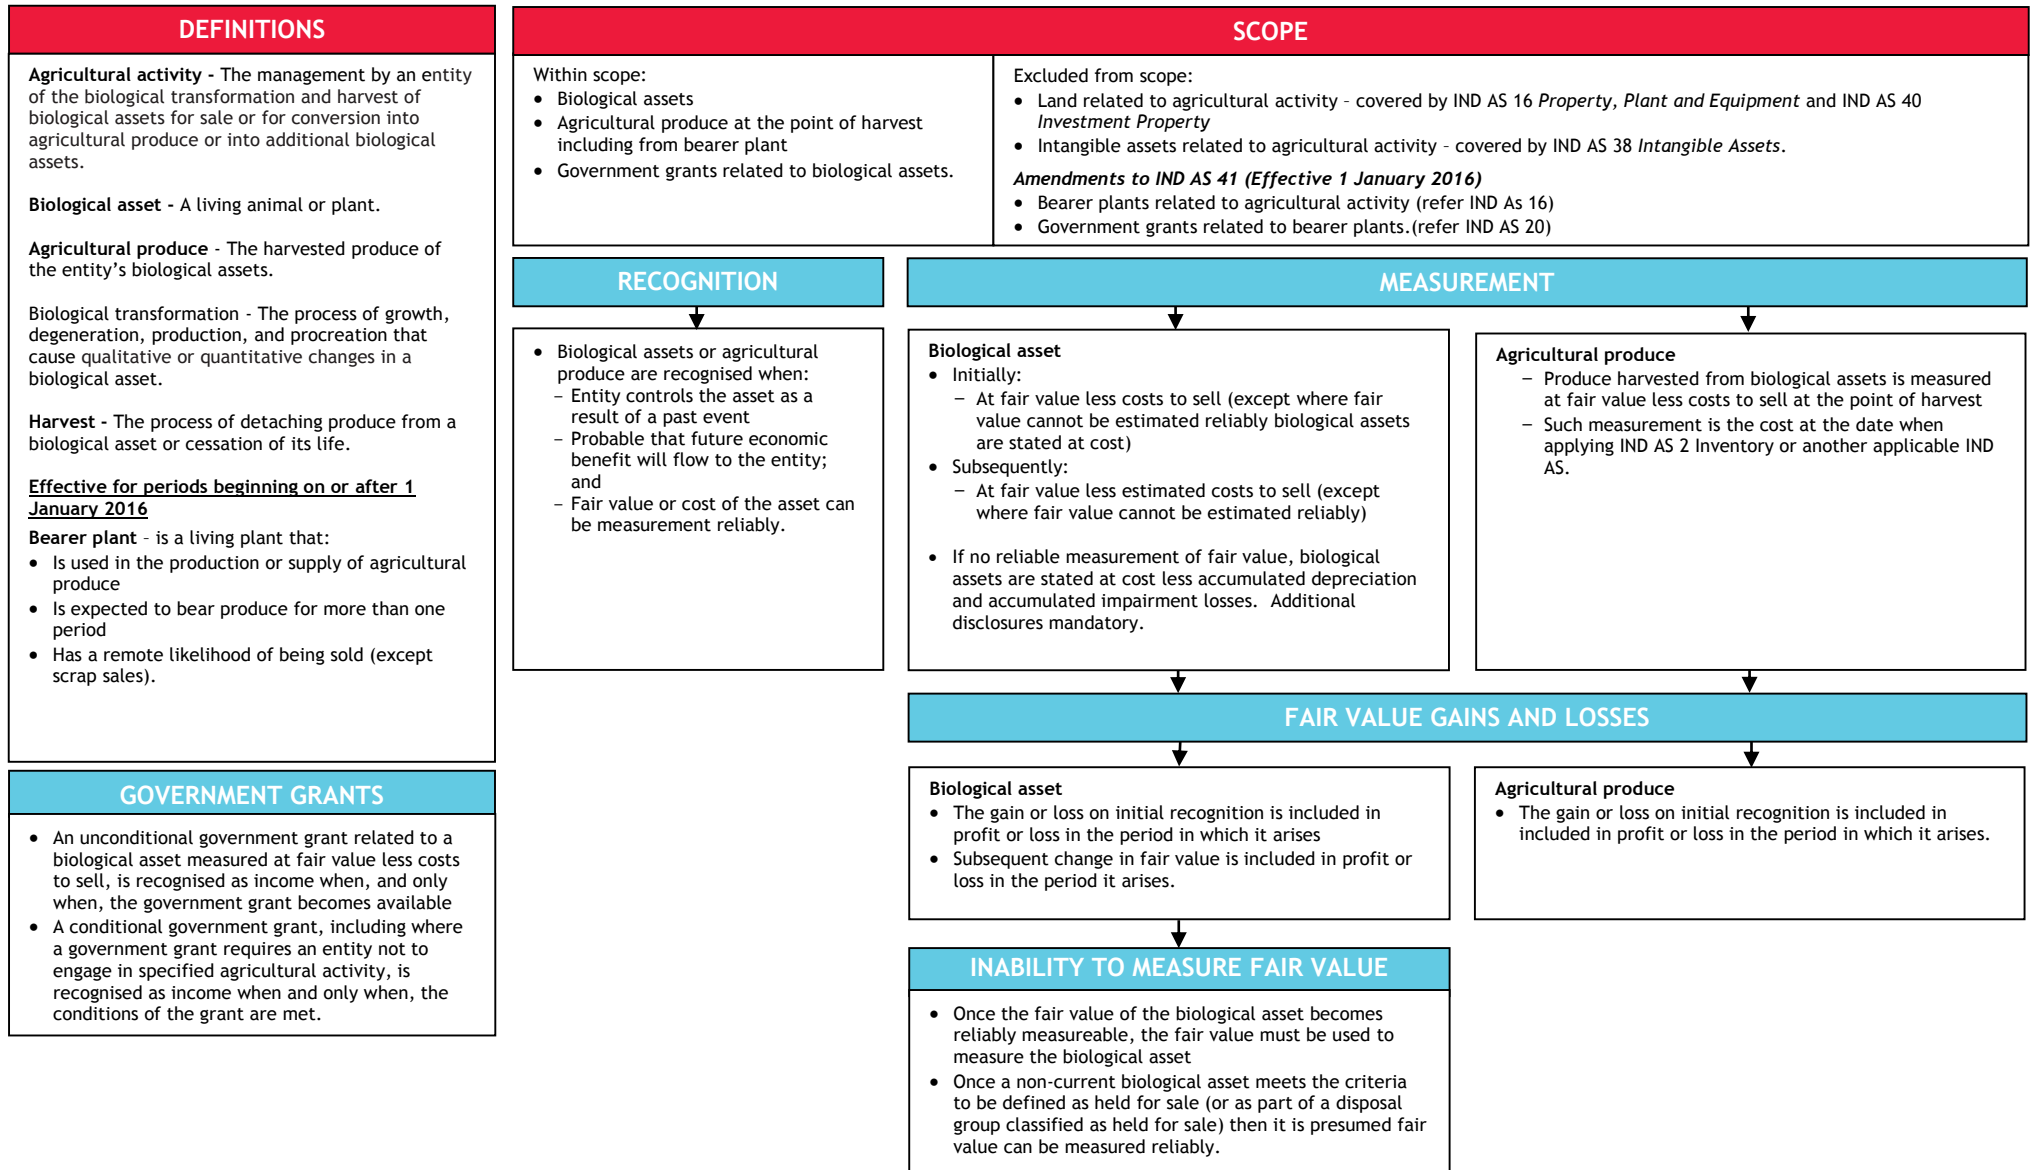 DEFINITIONS
Agricultural activity - The management by an entity
of the biological transformation and harvest of
biological assets for sale or for conversion into
agricultural produce or into additional biological
assets.
Biological asset - A living animal or plant.
Agricultural produce - The harvested produce of
the entity’s biological assets.
Biological transformation - The process of growth,
degeneration, production, and procreation that
cause qualitative or quantitative changes in a
biological asset.
Harvest - The process of detaching produce from a
biological asset or cessation of its life.
Effective for periods beginning on or after 1
January 2016
Bearer plant – is a living plant that:
• Is used in the production or supply of agricultural
produce
• Is expected to bear produce for more than one
period
• Has a remote likelihood of being sold (except
scrap sales).
GOVERNMENT GRANTS
• An unconditional government grant related to a
biological asset measured at fair value less costs
to sell, is recognised as income when, and only
when, the government grant becomes available
• A conditional government grant, including where
a government grant requires an entity not to
engage in specified agricultural activity, is
recognised as income when and only when, the
conditions of the grant are met.
SCOPE
Within scope:
• Biological assets
• Agricultural produce at the point of harvest
including from bearer plant
• Government grants related to biological assets.
Excluded from scope:
• Land related to agricultural activity – covered by IND AS 16 Property, Plant and Equipment and IND AS 40
Investment Property
• Intangible assets related to agricultural activity – covered by IND AS 38 Intangible Assets.
Amendments to IND AS 41 (Effective 1 January 2016)
• Bearer plants related to agricultural activity (refer IND As 16)
• Government grants related to bearer plants.(refer IND AS 20)
RECOGNITION
• Biological assets or agricultural
produce are recognised when:
– Entity controls the asset as a
result of a past event
– Probable that future economic
benefit will flow to the entity;
and
– Fair value or cost of the asset can
be measurement reliably.
MEASUREMENT
Biological asset
• Initially:
– At fair value less costs to sell (except where fair
value cannot be estimated reliably biological assets
are stated at cost)
• Subsequently:
– At fair value less estimated costs to sell (except
where fair value cannot be estimated reliably)
• If no reliable measurement of fair value, biological
assets are stated at cost less accumulated depreciation
and accumulated impairment losses. Additional
disclosures mandatory.
Agricultural produce
– Produce harvested from biological assets is measured
at fair value less costs to sell at the point of harvest
– Such measurement is the cost at the date when
applying IND AS 2 Inventory or another applicable IND
AS.
FAIR VALUE GAINS AND LOSSES
Biological asset
• The gain or loss on initial recognition is included in
profit or loss in the period in which it arises
• Subsequent change in fair value is included in profit or
loss in the period it arises.
Agricultural produce
• The gain or loss on initial recognition is included in
included in profit or loss in the period in which it arises.
INABILITY TO MEASURE FAIR VALUE
• Once the fair value of the biological asset becomes
reliably measureable, the fair value must be used to
measure the biological asset
• Once a non-current biological asset meets the criteria
to be defined as held for sale (or as part of a disposal
group classified as held for sale) then it is presumed fair
value can be measured reliably.